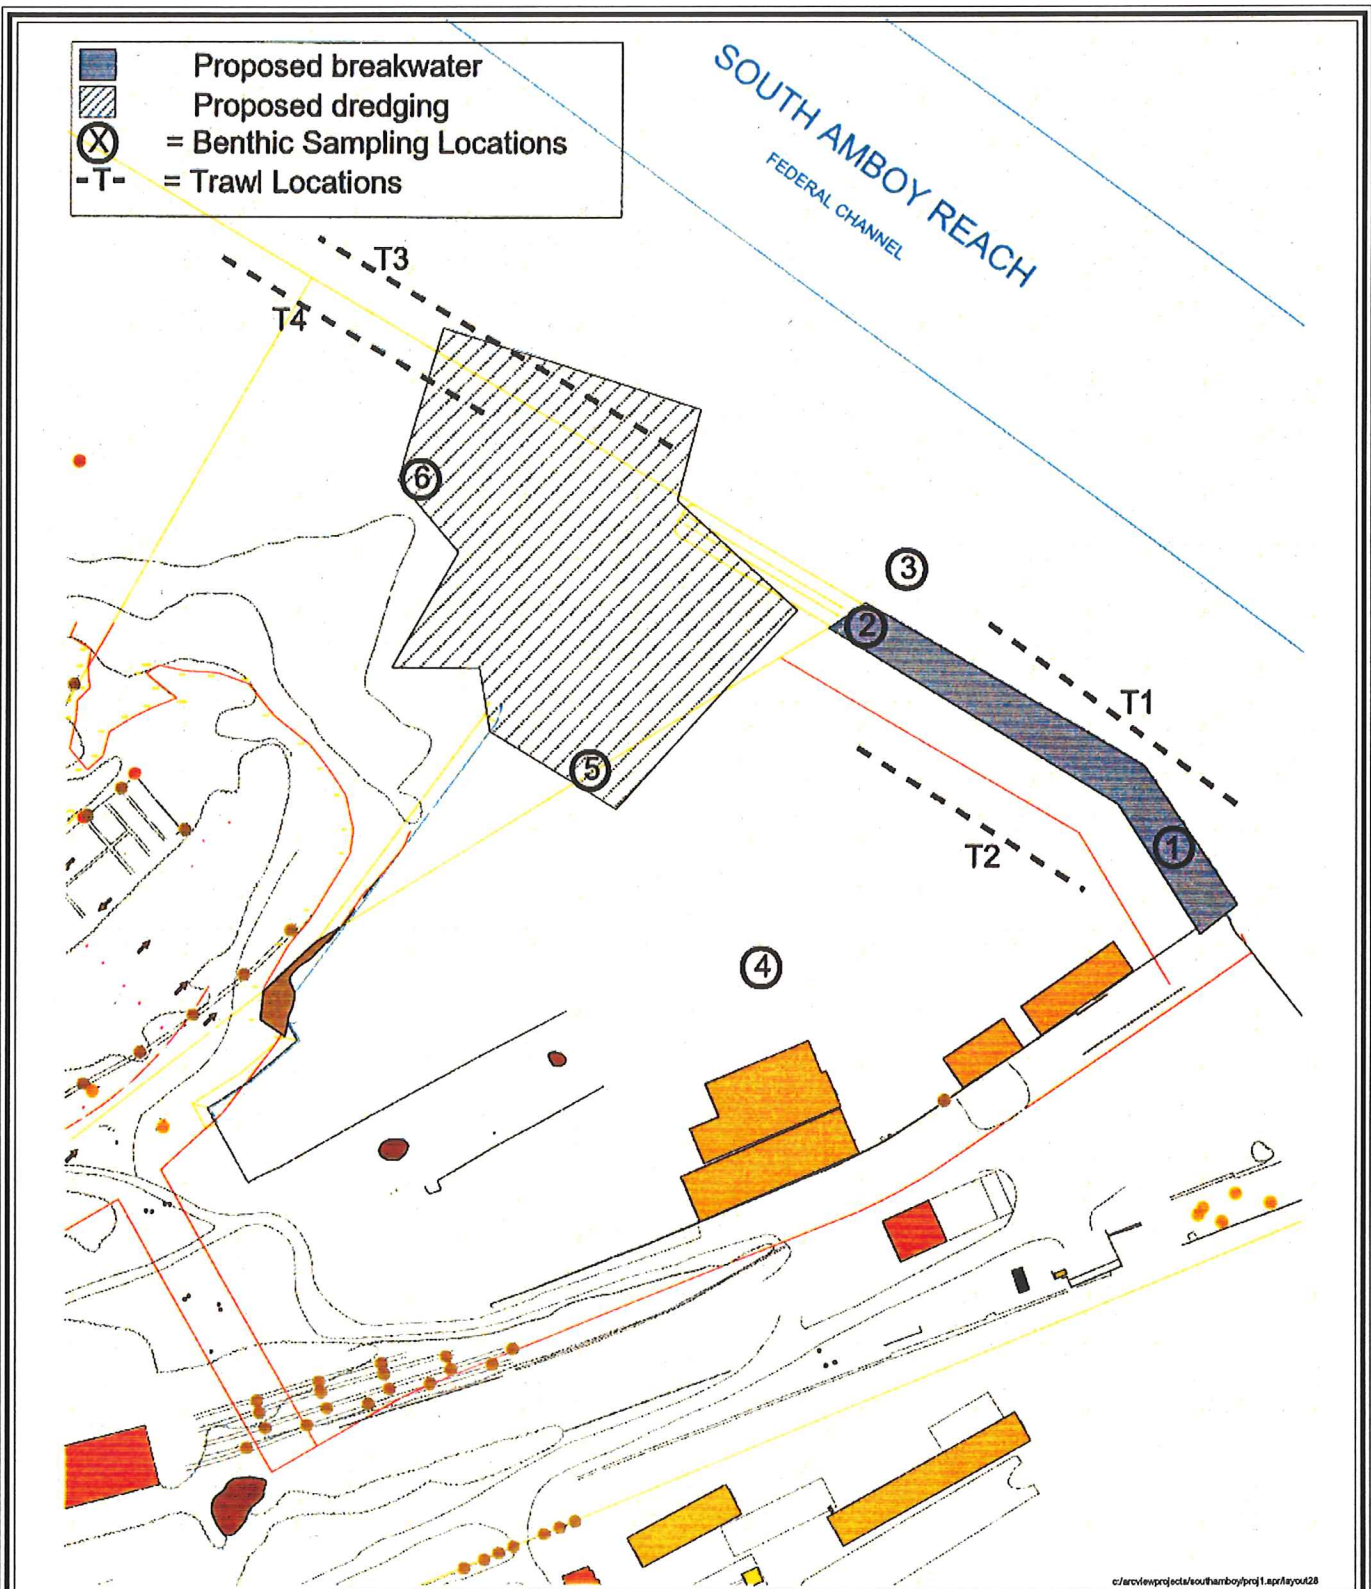 Proposed breakwater
Proposed dredging
X = Benthic Sampling Locations
-T- = Trawl Locations
SOUTH AMBOY REACH
FEDERAL CHANNEL
T3
T4
6
3
2
T1
5
T2
1
4
c:/arcviewprojects/southamboy/proj1.apr/layout28